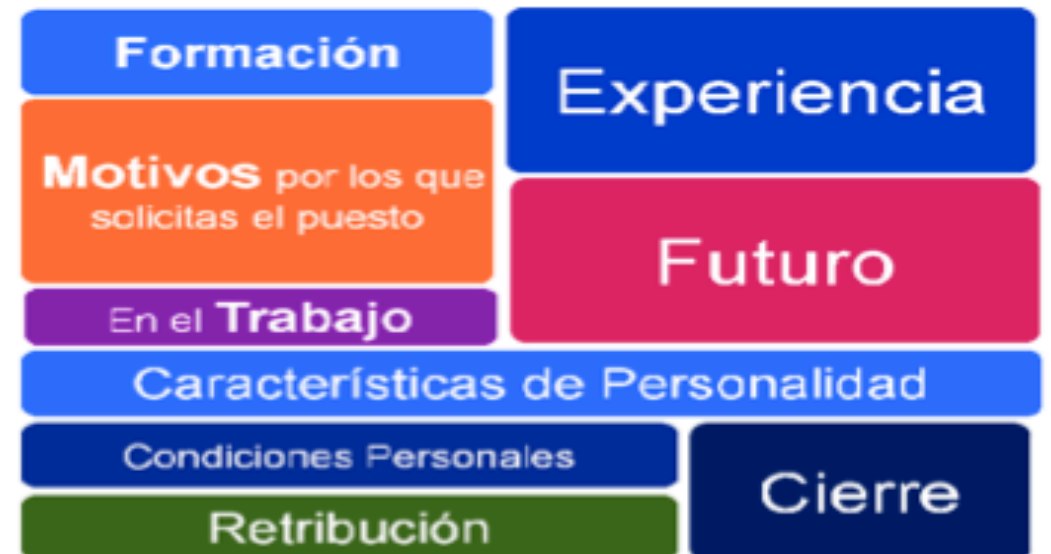 Formación
Experiencia
Motivos por los que
solicitas el puesto
Futuro
En el Trabajo
Características de Personalidad
Condiciones Personales
Cierre
Retribución